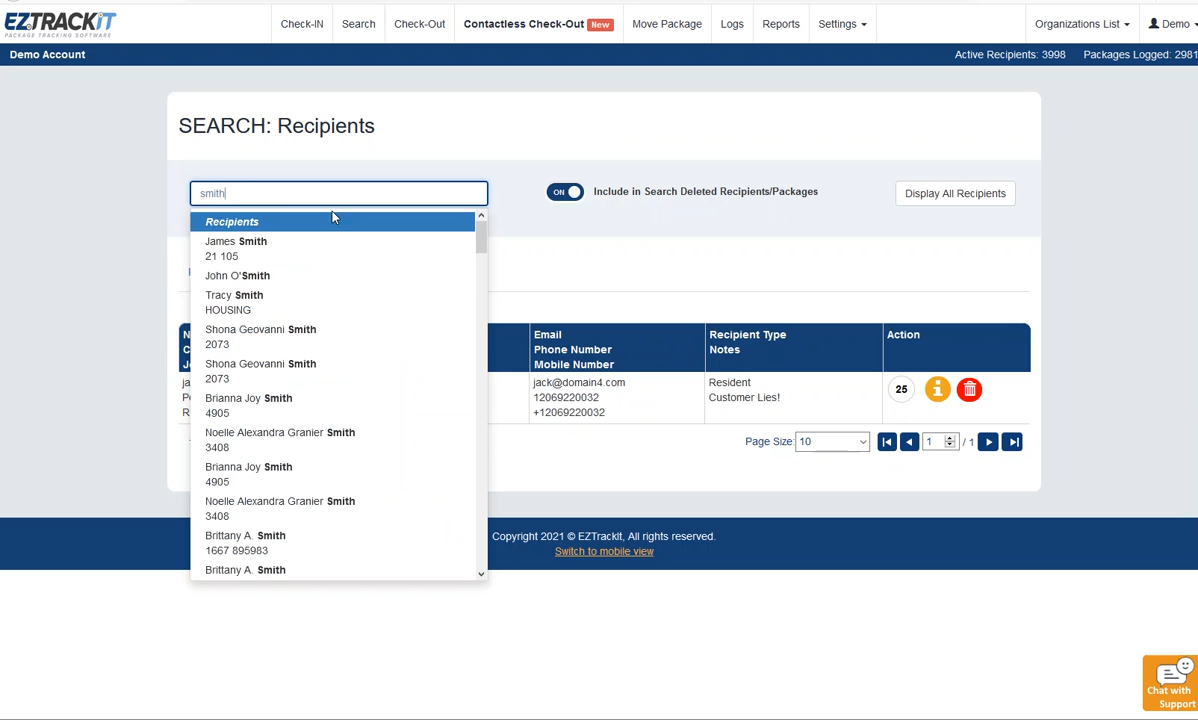 EZTRACKIT
PACKAGE TRACKING SOFTWARE
Check-IN
Search
Check-Out
Contactless Check-Out New
Move Package
Logs
Reports
Settings
Organizations List
Demo
Demo Account
Active Recipients: 3998
Packages Logged: 2981
SEARCH: Recipients
smith
ON
Include in Search Deleted Recipients/Packages
Display All Recipients
Recipients
James Smith
21 105
John O'Smith
Tracy Smith
HOUSING
Shona Geovanni Smith
2073
Shona Geovanni Smith
2073
Brianna Joy Smith
4905
Noelle Alexandra Granier Smith
3408
Brianna Joy Smith
4905
Noelle Alexandra Granier Smith
3408
Brittany A. Smith
1667 895983
Brittany A. Smith
Email
Phone Number
Mobile Number
Recipient Type
Notes
Action
jack@domain4.com
12069220032
+12069220032
Resident
Customer Lies!
25
Page Size: 10
1 / 1
Copyright 2021 © EZTrackIt, All rights reserved.
Switch to mobile view
Chat with
Support